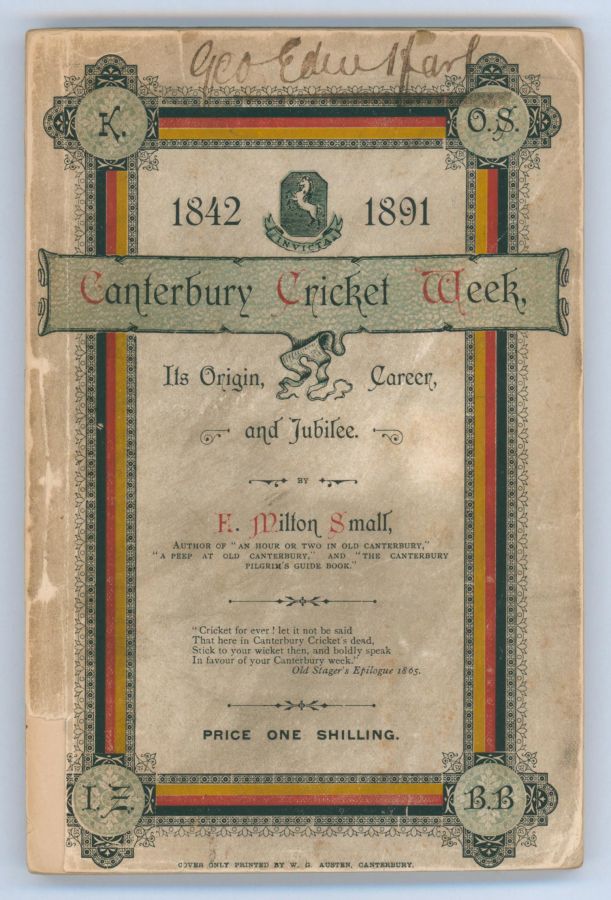 Geo Edw
K.
O.S.
1842 1891
INVICTA
Canterbury Cricket Week,
Its Origin, Career,
and Jubilee.
BY
E. Milton Small,
AUTHOR OF "AN HOUR OR TWO IN OLD CANTERBURY,"
"A PEEP AT OLD CANTERBURY," AND "THE CANTERBURY
PILGRIM'S GUIDE BOOK."
"Cricket for ever! let it not be said
That here in Canterbury Cricket's dead,
Stick to your wicket then, and boldly speak
In favour of your Canterbury week."
Old Stager's Epilogue 1865.
PRICE ONE SHILLING.
I Z.
B.B
COVER ONLY PRINTED BY W. G. AUSTEN, CANTERBURY.